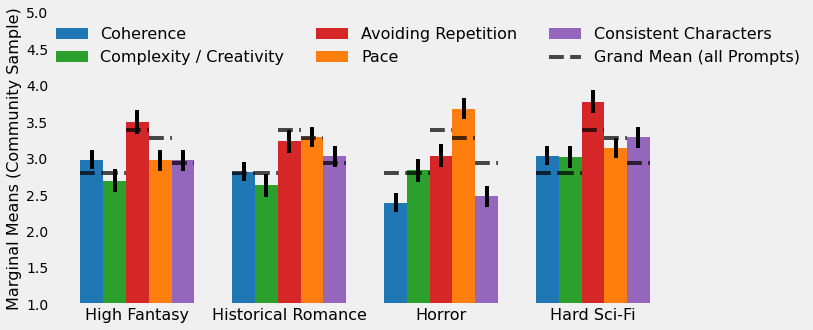 Marginal Means (Community Sample)
5.0
4.5
4.0
3.5
3.0
2.5
2.0
1.5
1.0
Coherence
Complexity / Creativity
Avoiding Repetition
Pace
Consistent Characters
Grand Mean (all Prompts)
High Fantasy
Historical Romance
Horror
Hard Sci-Fi